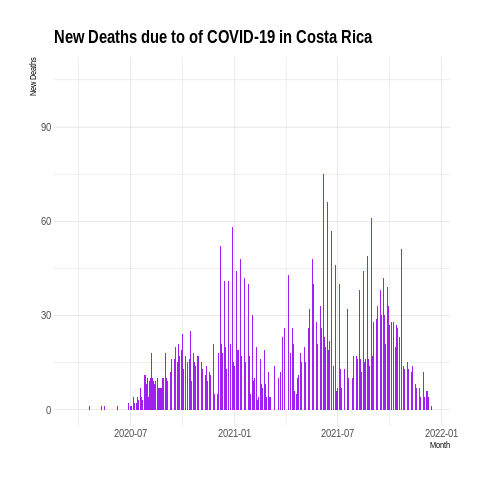 New Deaths due to of COVID-19 in Costa Rica
New Deaths
90
60
30
0
2020-07 2021-01 2021-07 2022-01
Month